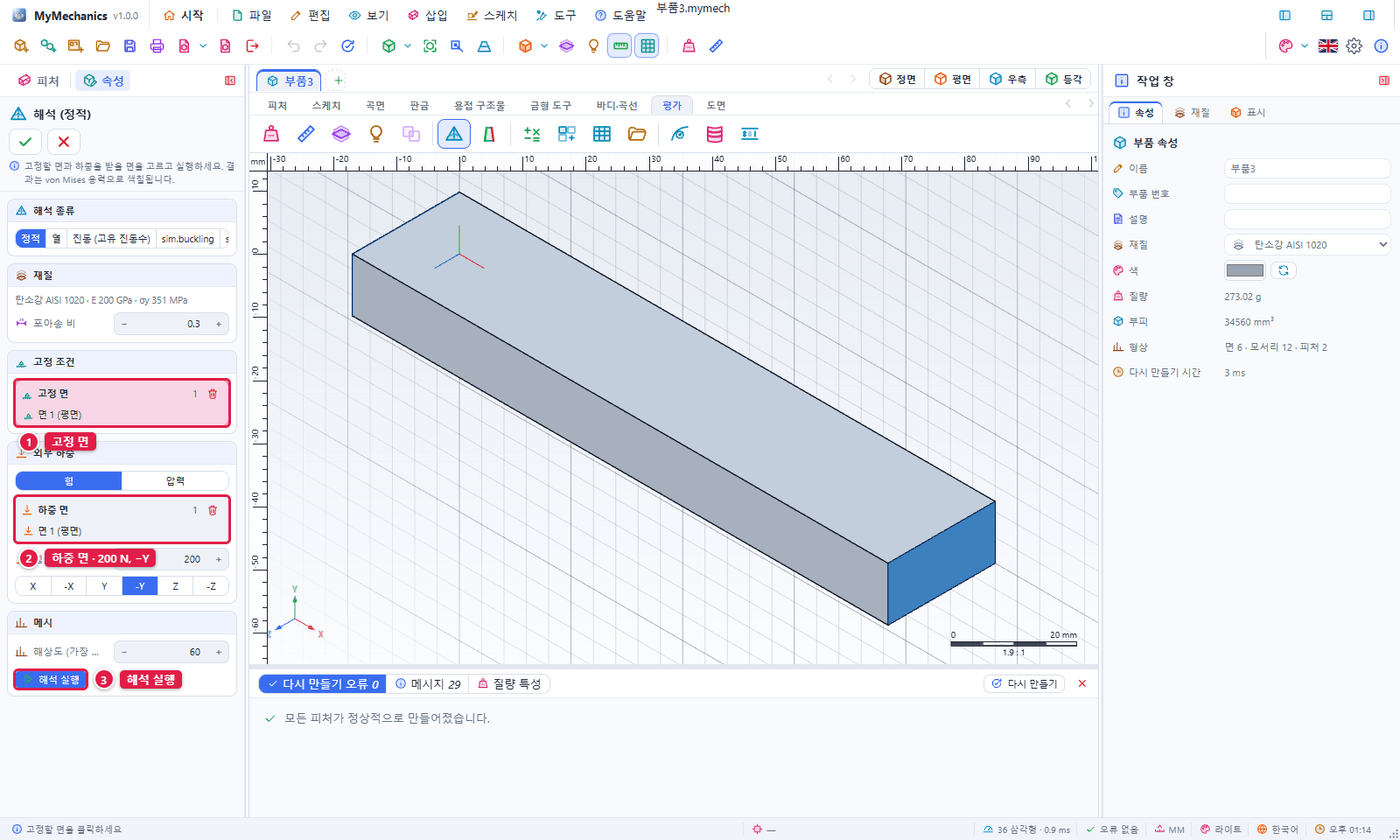 MyMechanics v1.0.0 시작 파일 편집 보기 삽입 스케치 도구 도움말 부품3.mymech
피처 속성
부품3
정면 평면 우측 등각
작업 창
해석 (정적)
고정할 면과 하중을 받을 면을 고르고 실행하세요. 결
과는 von Mises 응력으로 색칠됩니다.
피처 스케치 곡면 판금 용접 구조물 금형 도구 바디·곡선 평가 도면
속성 재질 표시
부품 속성
이름 부품3
부품 번호
설명
재질 탄소강 AISI 1020
색
질량 273.02 g
부피 34560 mm³
형상 면 6 · 모서리 12 · 피처 2
다시 만들기 시간 3 ms
해석 종류
정적 열 진동 (고유 진동수) sim.buckling s
재질
탄소강 AISI 1020 · E 200 GPa · σy 351 MPa
포아송 비 − 0.3 +
고정 조건
고정 면 1
면 1 (평면)
1 고정 면
외부 하중
힘 압력
하중 면 1
면 1 (평면)
2 하중 면 · 200 N, −Y
200 +
X -X Y -Y Z -Z
메시
해상도 (가장 ... − 60 +
해석 실행 3 해석 실행
mm -30 -20 -10 0 10 20 30 40 50 60 70 80 90 1
10
0
-10
-20
-30
-40
-50
-60
Y
X
Z
0 20 mm
1.9 : 1
다시 만들기 오류 0 메시지 29 질량 특성 다시 만들기
모든 피처가 정상적으로 만들어졌습니다.
고정할 면을 클릭하세요 — 36 삼각형 · 0.9 ms 오류 없음 MM 라이트 한국어 오후 01:14